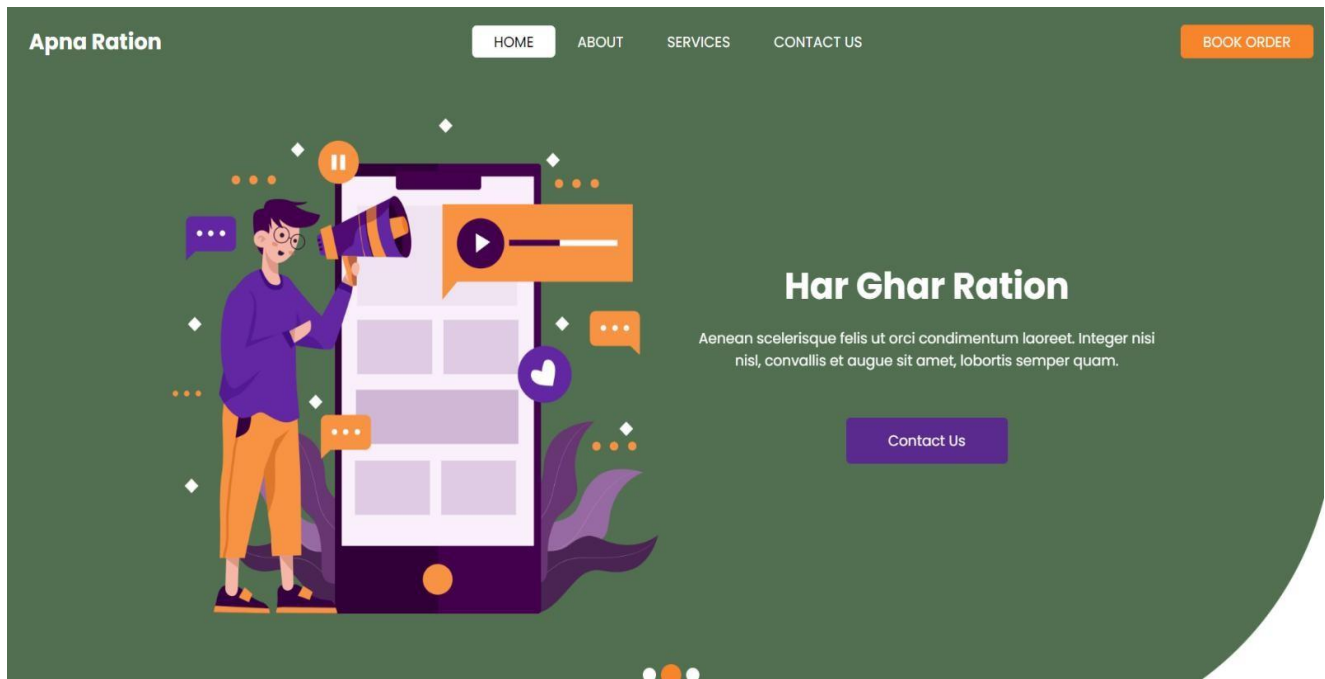 Apna Ration
HOME
ABOUT
SERVICES
CONTACT US
BOOK ORDER
Har Ghar Ration
Aenean scelerisque felis ut orci condimentum laoreet. Integer nisi
nisl, convallis et augue sit amet, lobortis semper quam.
Contact Us